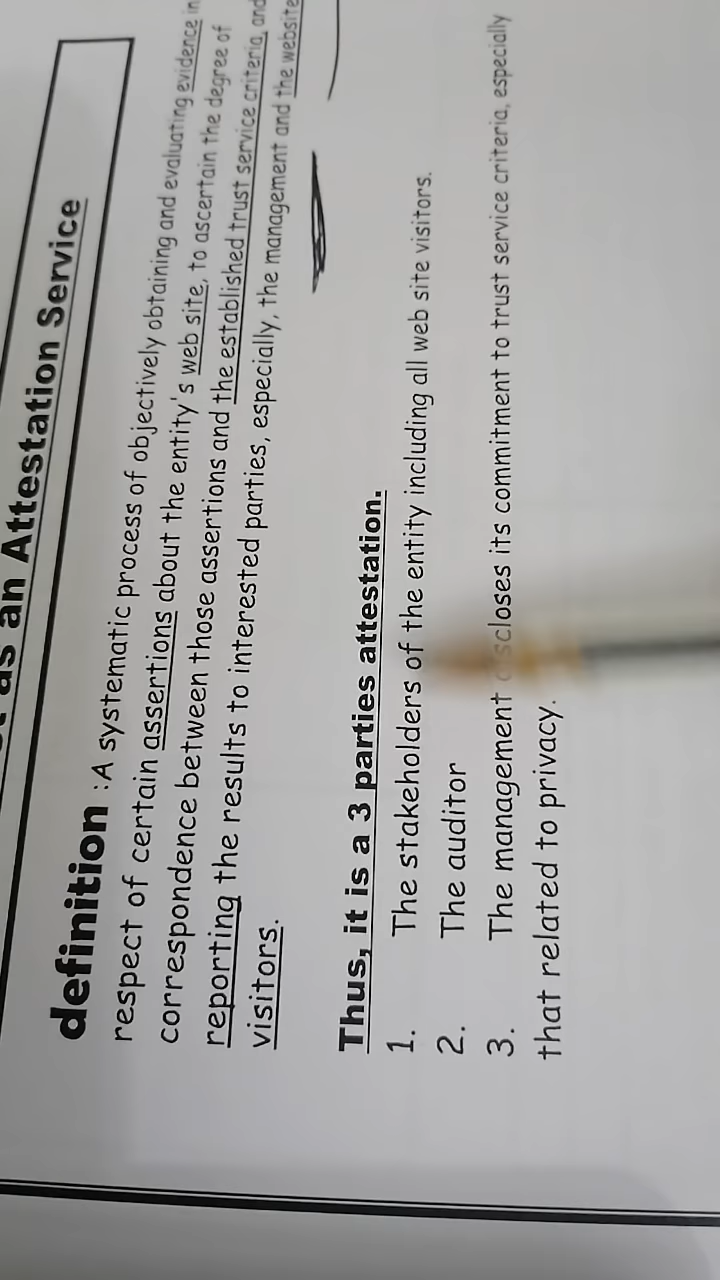 as an Attestation Service
definition : A systematic process of objectively obtaining and evaluating evidence in
respect of certain assertions about the entity's web site, to ascertain the degree of
correspondence between those assertions and the established trust service criteria, and
reporting the results to interested parties, especially, the management and the website
visitors.
Thus, it is a 3 parties attestation.
1. The stakeholders of the entity including all web site visitors.
2. The auditor
3. The management discloses its commitment to trust service criteria, especially
that related to privacy.